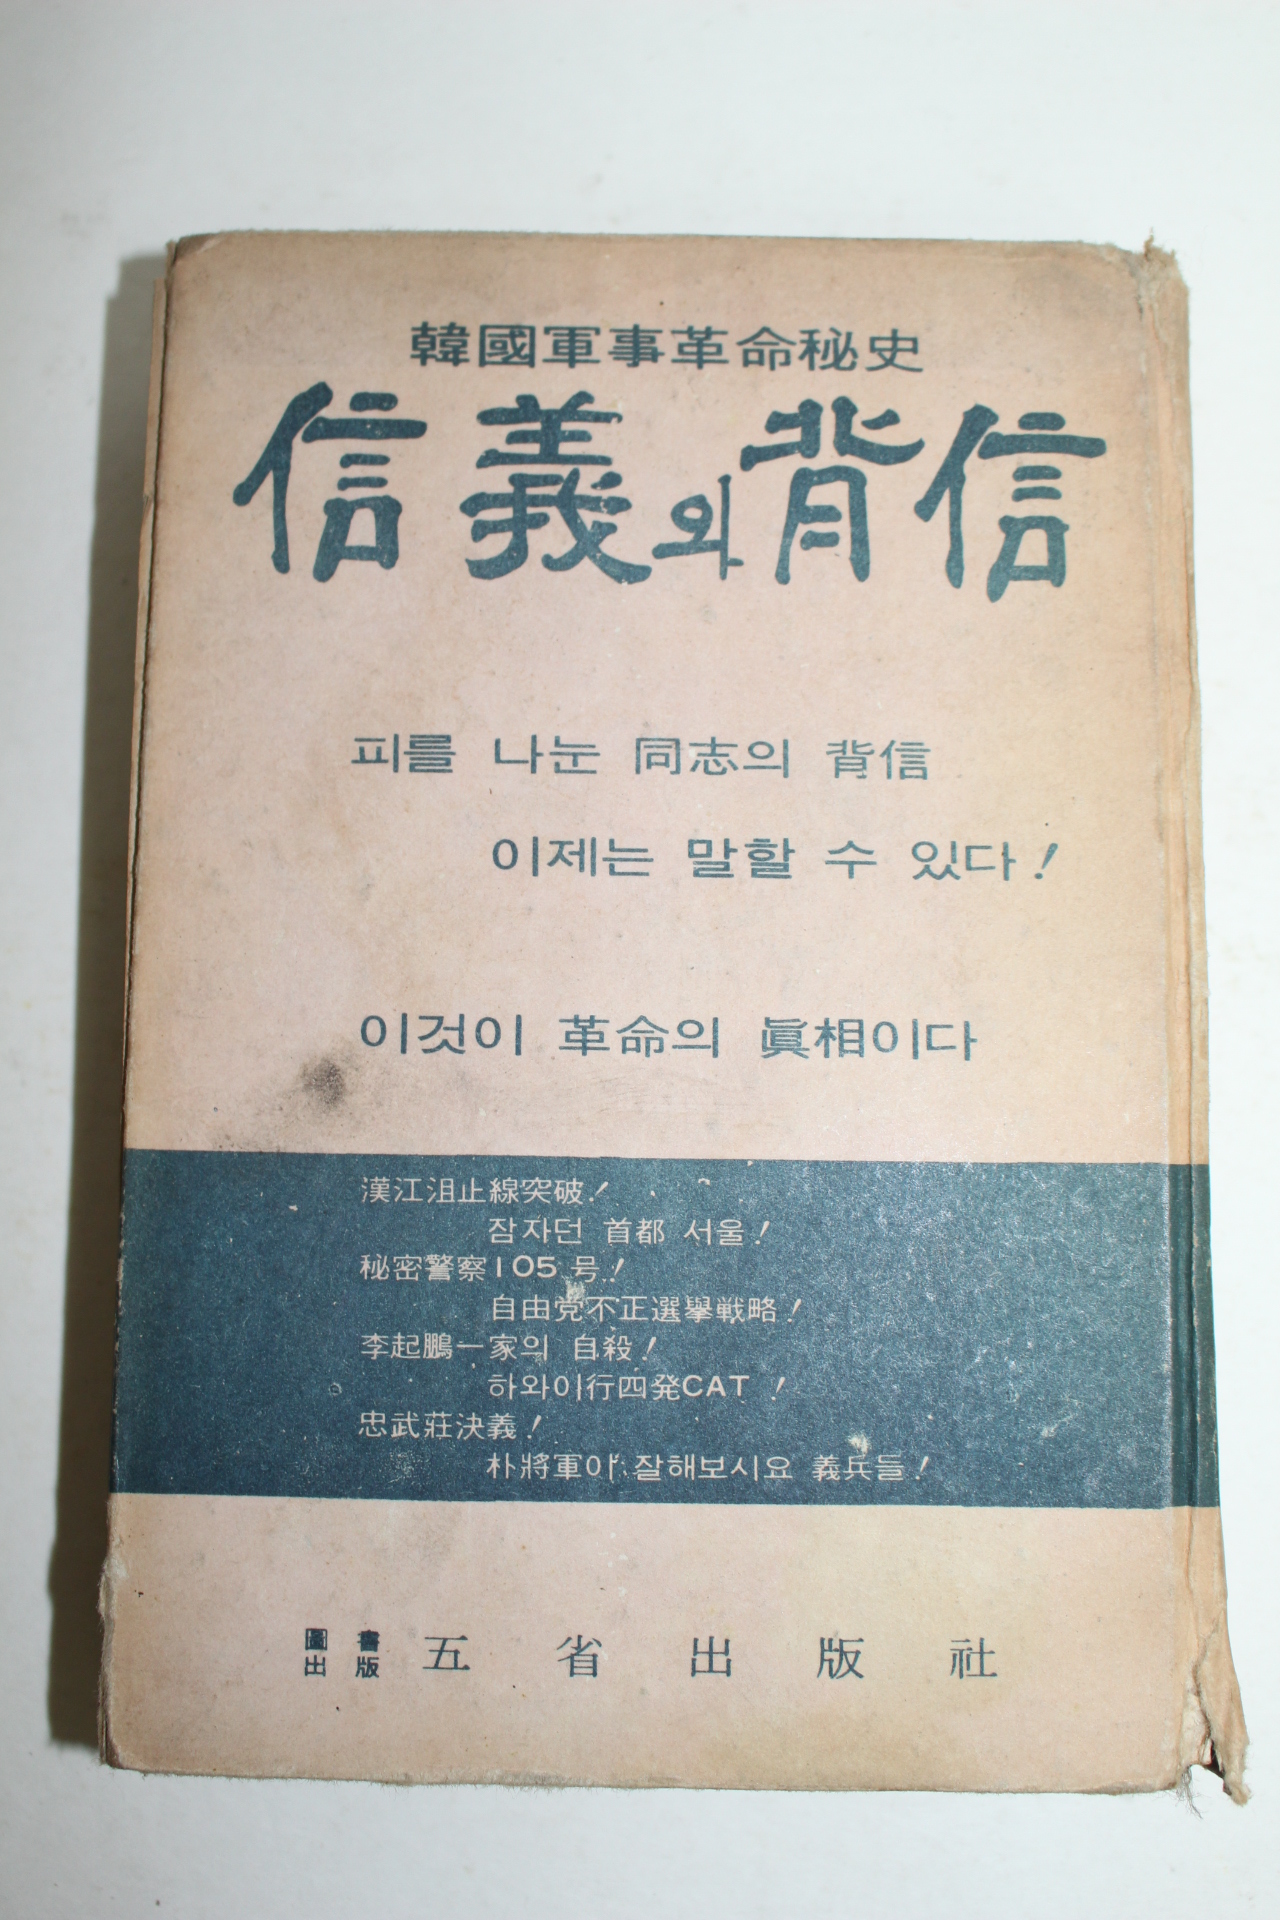 韓國軍事革命秘史
信義와 背信
피를 나눈 同志의 背信
이제는 말할 수 있다!
이것이 革命의 眞相이다
漢江沮止線突破!
잠자던 首都 서울!
秘密警察105号!
自由党不正選擧戦略!
李起鵬一家의 自殺!
하와이行四発CAT!
忠武莊決義!
朴將軍이 잘해보시요 義兵들!
圖書出版 五省出版社